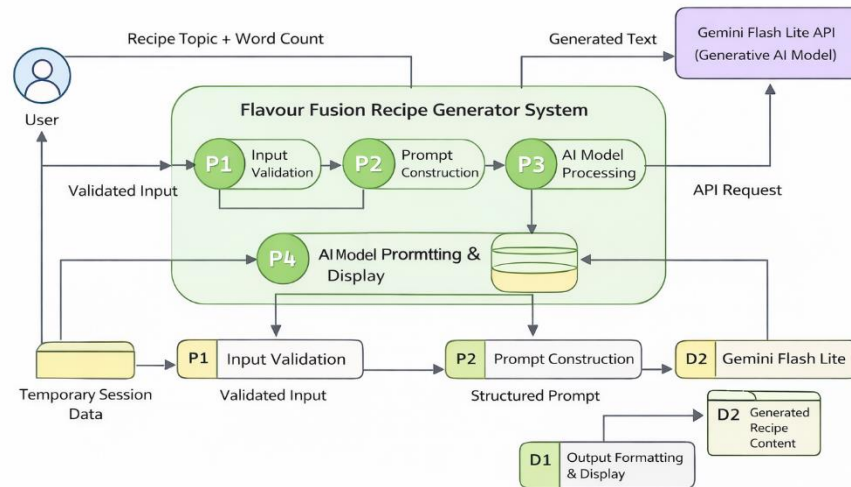 Recipe Topic + Word Count
Generated Text
Gemini Flash Lite API
(Generative AI Model)
User
Flavour Fusion Recipe Generator System
P1
Input
Validation
P2
Prompt
Construction
P3
AI Model
Processing
Validated Input
API Request
P4
AI Model Prormtting &
Display
P1
Input Validation
P2
Prompt Construction
D2
Gemini Flash Lite
Temporary Session
Data
Validated Input
Structured Prompt
D2
Generated
Recipe
Content
D1
Output Formatting
& Display